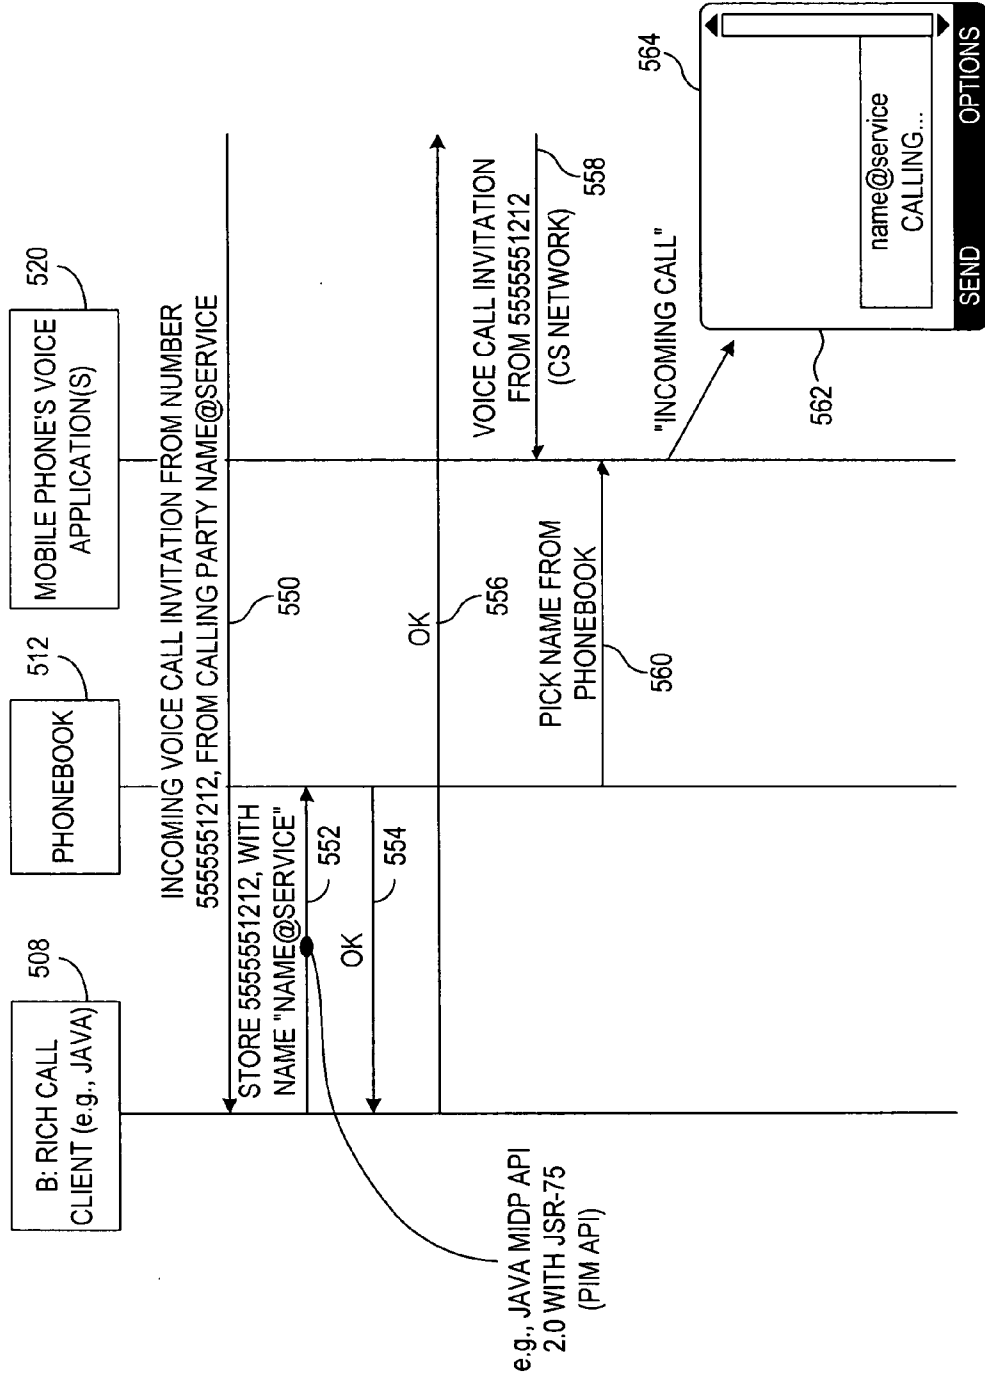 B: RICH CALL
CLIENT (e.g., JAVA)
508
PHONEBOOK
512
MOBILE PHONE'S VOICE
APPLICATION(S)
520
INCOMING VOICE CALL INVITATION FROM NUMBER
5555551212, FROM CALLING PARTY NAME@SERVICE
550
STORE 5555551212, WITH
NAME "NAME@SERVICE"
552
OK
554
e.g., JAVA MIDP API
2.0 WITH JSR-75
(PIM API)
OK
556
VOICE CALL INVITATION
FROM 5555551212
(CS NETWORK)
558
PICK NAME FROM
PHONEBOOK
560
"INCOMING CALL"
562
564
name@service
CALLING...
SEND
OPTIONS